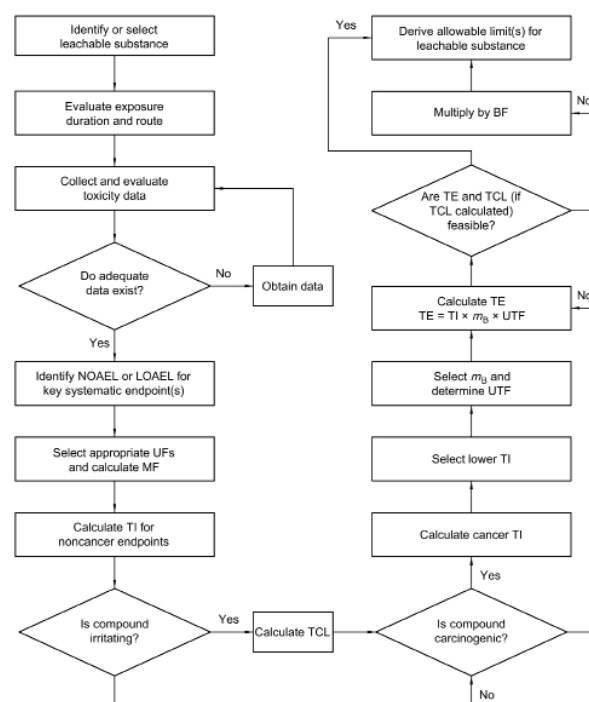 Identify or select
leachable substance
Evaluate exposure
duration and route
Collect and evaluate
toxicity data
Do adequate
data exist?
No
Obtain data
Yes
Identify NOAEL or LOAEL for
key systematic endpoint(s)
Select appropriate UFs
and calculate MF
Calculate TI for
noncancer endpoints
Is compound
irritating?
Yes
Calculate TCL
No
Is compound
carcinogenic?
Yes
Calculate cancer TI
Select lower TI
Select mB and
determine UTF
Calculate TE
TE = TI × mB × UTF
No
Are TE and TCL (if
TCL calculated)
feasible?
Yes
No
Multiply by BF
Derive allowable limit(s) for
leachable substance